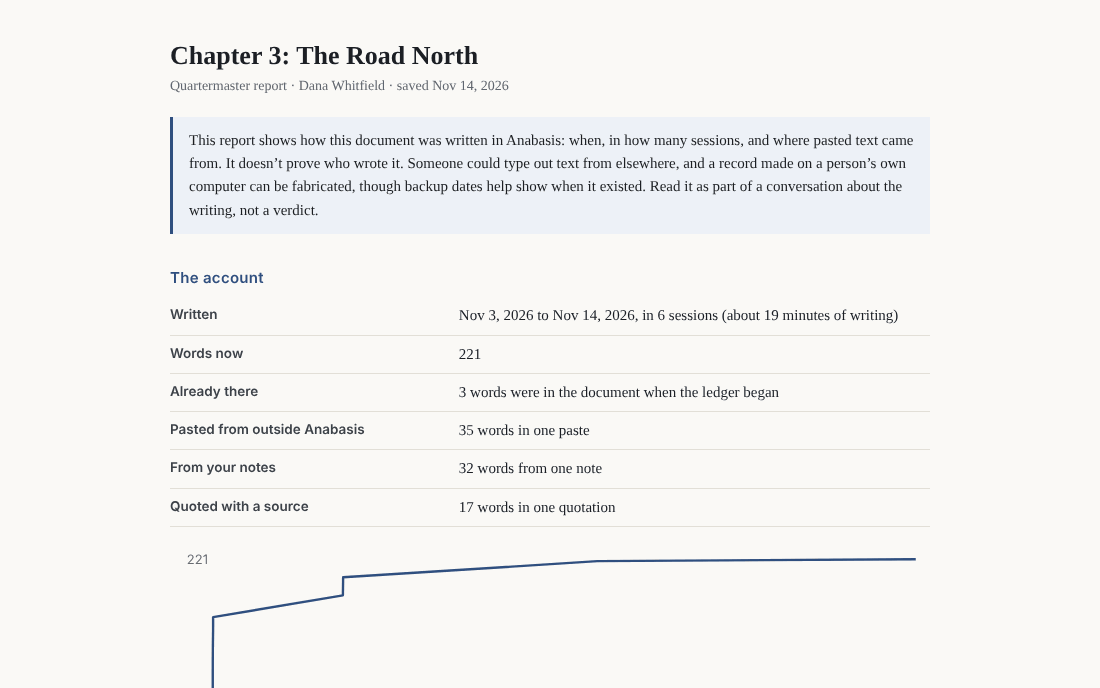 Chapter 3: The Road North
Quartermaster report · Dana Whitfield · saved Nov 14, 2026
This report shows how this document was written in Anabasis: when, in how many sessions, and where pasted text came
from. It doesn’t prove who wrote it. Someone could type out text from elsewhere, and a record made on a person’s own
computer can be fabricated, though backup dates help show when it existed. Read it as part of a conversation about the
writing, not a verdict.
The account
Written Nov 3, 2026 to Nov 14, 2026, in 6 sessions (about 19 minutes of writing)
Words now 221
Already there 3 words were in the document when the ledger began
Pasted from outside Anabasis 35 words in one paste
From your notes 32 words from one note
Quoted with a source 17 words in one quotation
221